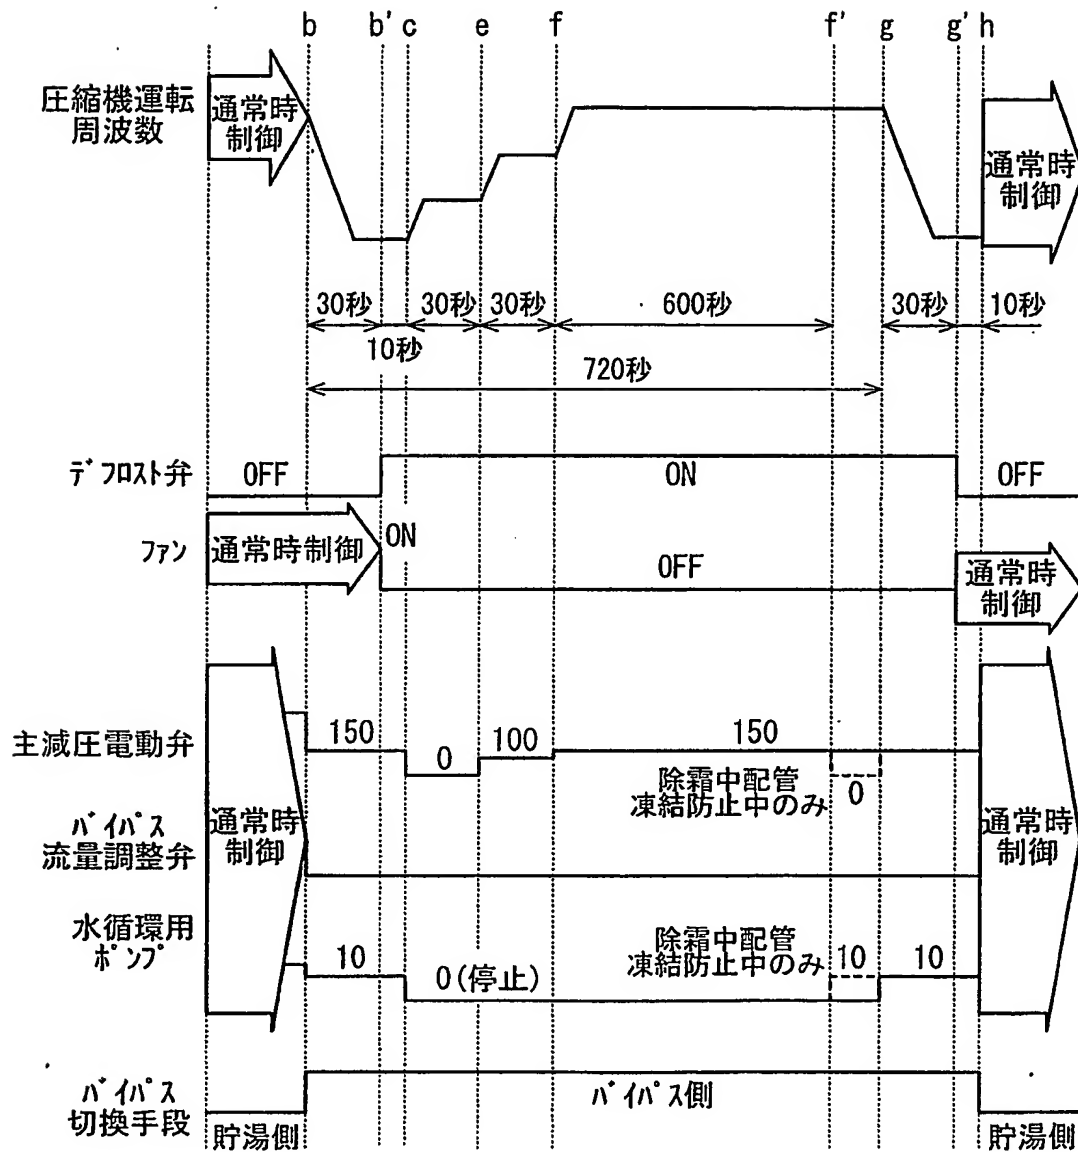 b b' c e f f' g g' h
圧縮機運転
周波数
通常時
制御
通常時
制御
30秒 30秒 30秒 600秒 30秒 10秒
10秒
720秒
デフロスト弁
OFF ON OFF
ファン
通常時制御
ON
OFF
通常時
制御
主減圧電動弁
150 0 100 150
除霜中配管
凍結防止中のみ
0
バイパス
流量調整弁
通常時
制御
通常時
制御
水循環用
ポンプ
10 0(停止)
除霜中配管
凍結防止中のみ
10 10
バイパス
切換手段
バイパス側
貯湯側 貯湯側